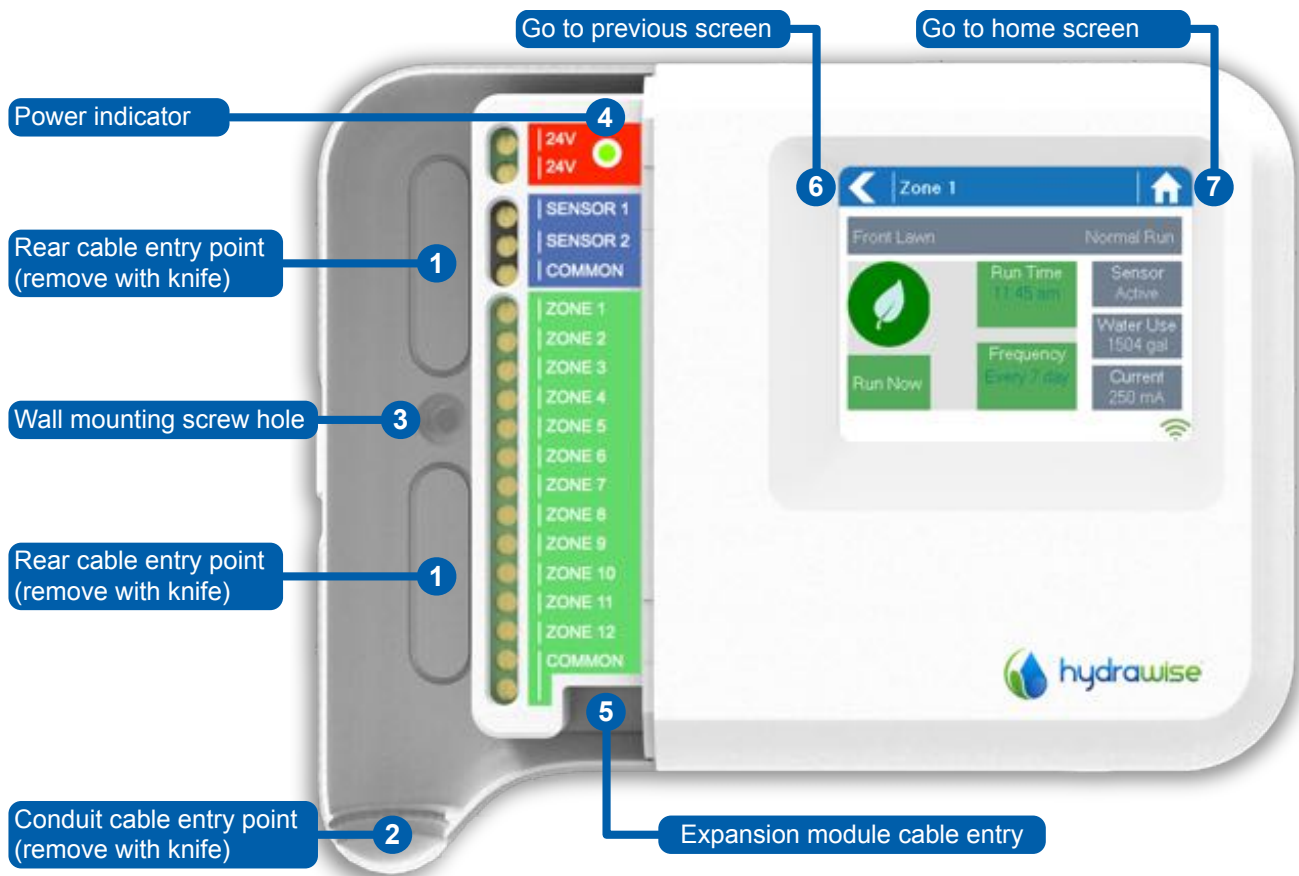 Go to previous screen
Go to home screen
Power indicator
4
24V
24V
6
Zone 1
7
SENSOR 1
Rear cable entry point
(remove with knife)
1
SENSOR 2
COMMON
Front Lawn
Normal Run
Run Time
11:45 am
Sensor
Active
ZONE 1
ZONE 2
ZONE 3
ZONE 4
ZONE 5
ZONE 6
ZONE 7
ZONE 8
ZONE 9
ZONE 10
ZONE 11
ZONE 12
COMMON
Water Use
1504 gal
Frequency
Every 7 day
Run Now
Current
250 mA
Wall mounting screw hole
3
Rear cable entry point
(remove with knife)
1
hydrawise
5
Conduit cable entry point
(remove with knife)
2
Expansion module cable entry